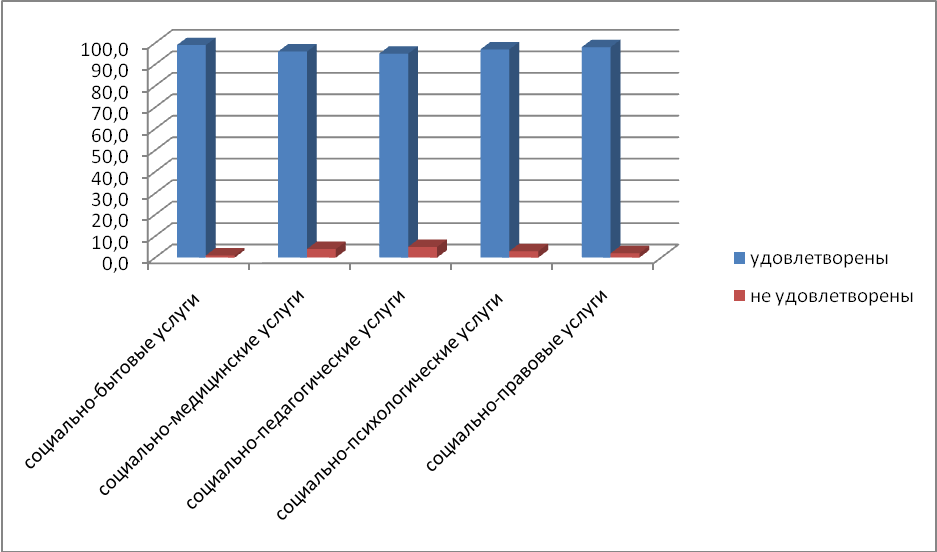 100,0
90,0
80,0
70,0
60,0
50,0
40,0
30,0
20,0
10,0
0,0
социально-бытовые услуги
социально-медицинские услуги
социально-педагогические услуги
социально-психологические услуги
социально-правовые услуги
удовлетворены
не удовлетворены